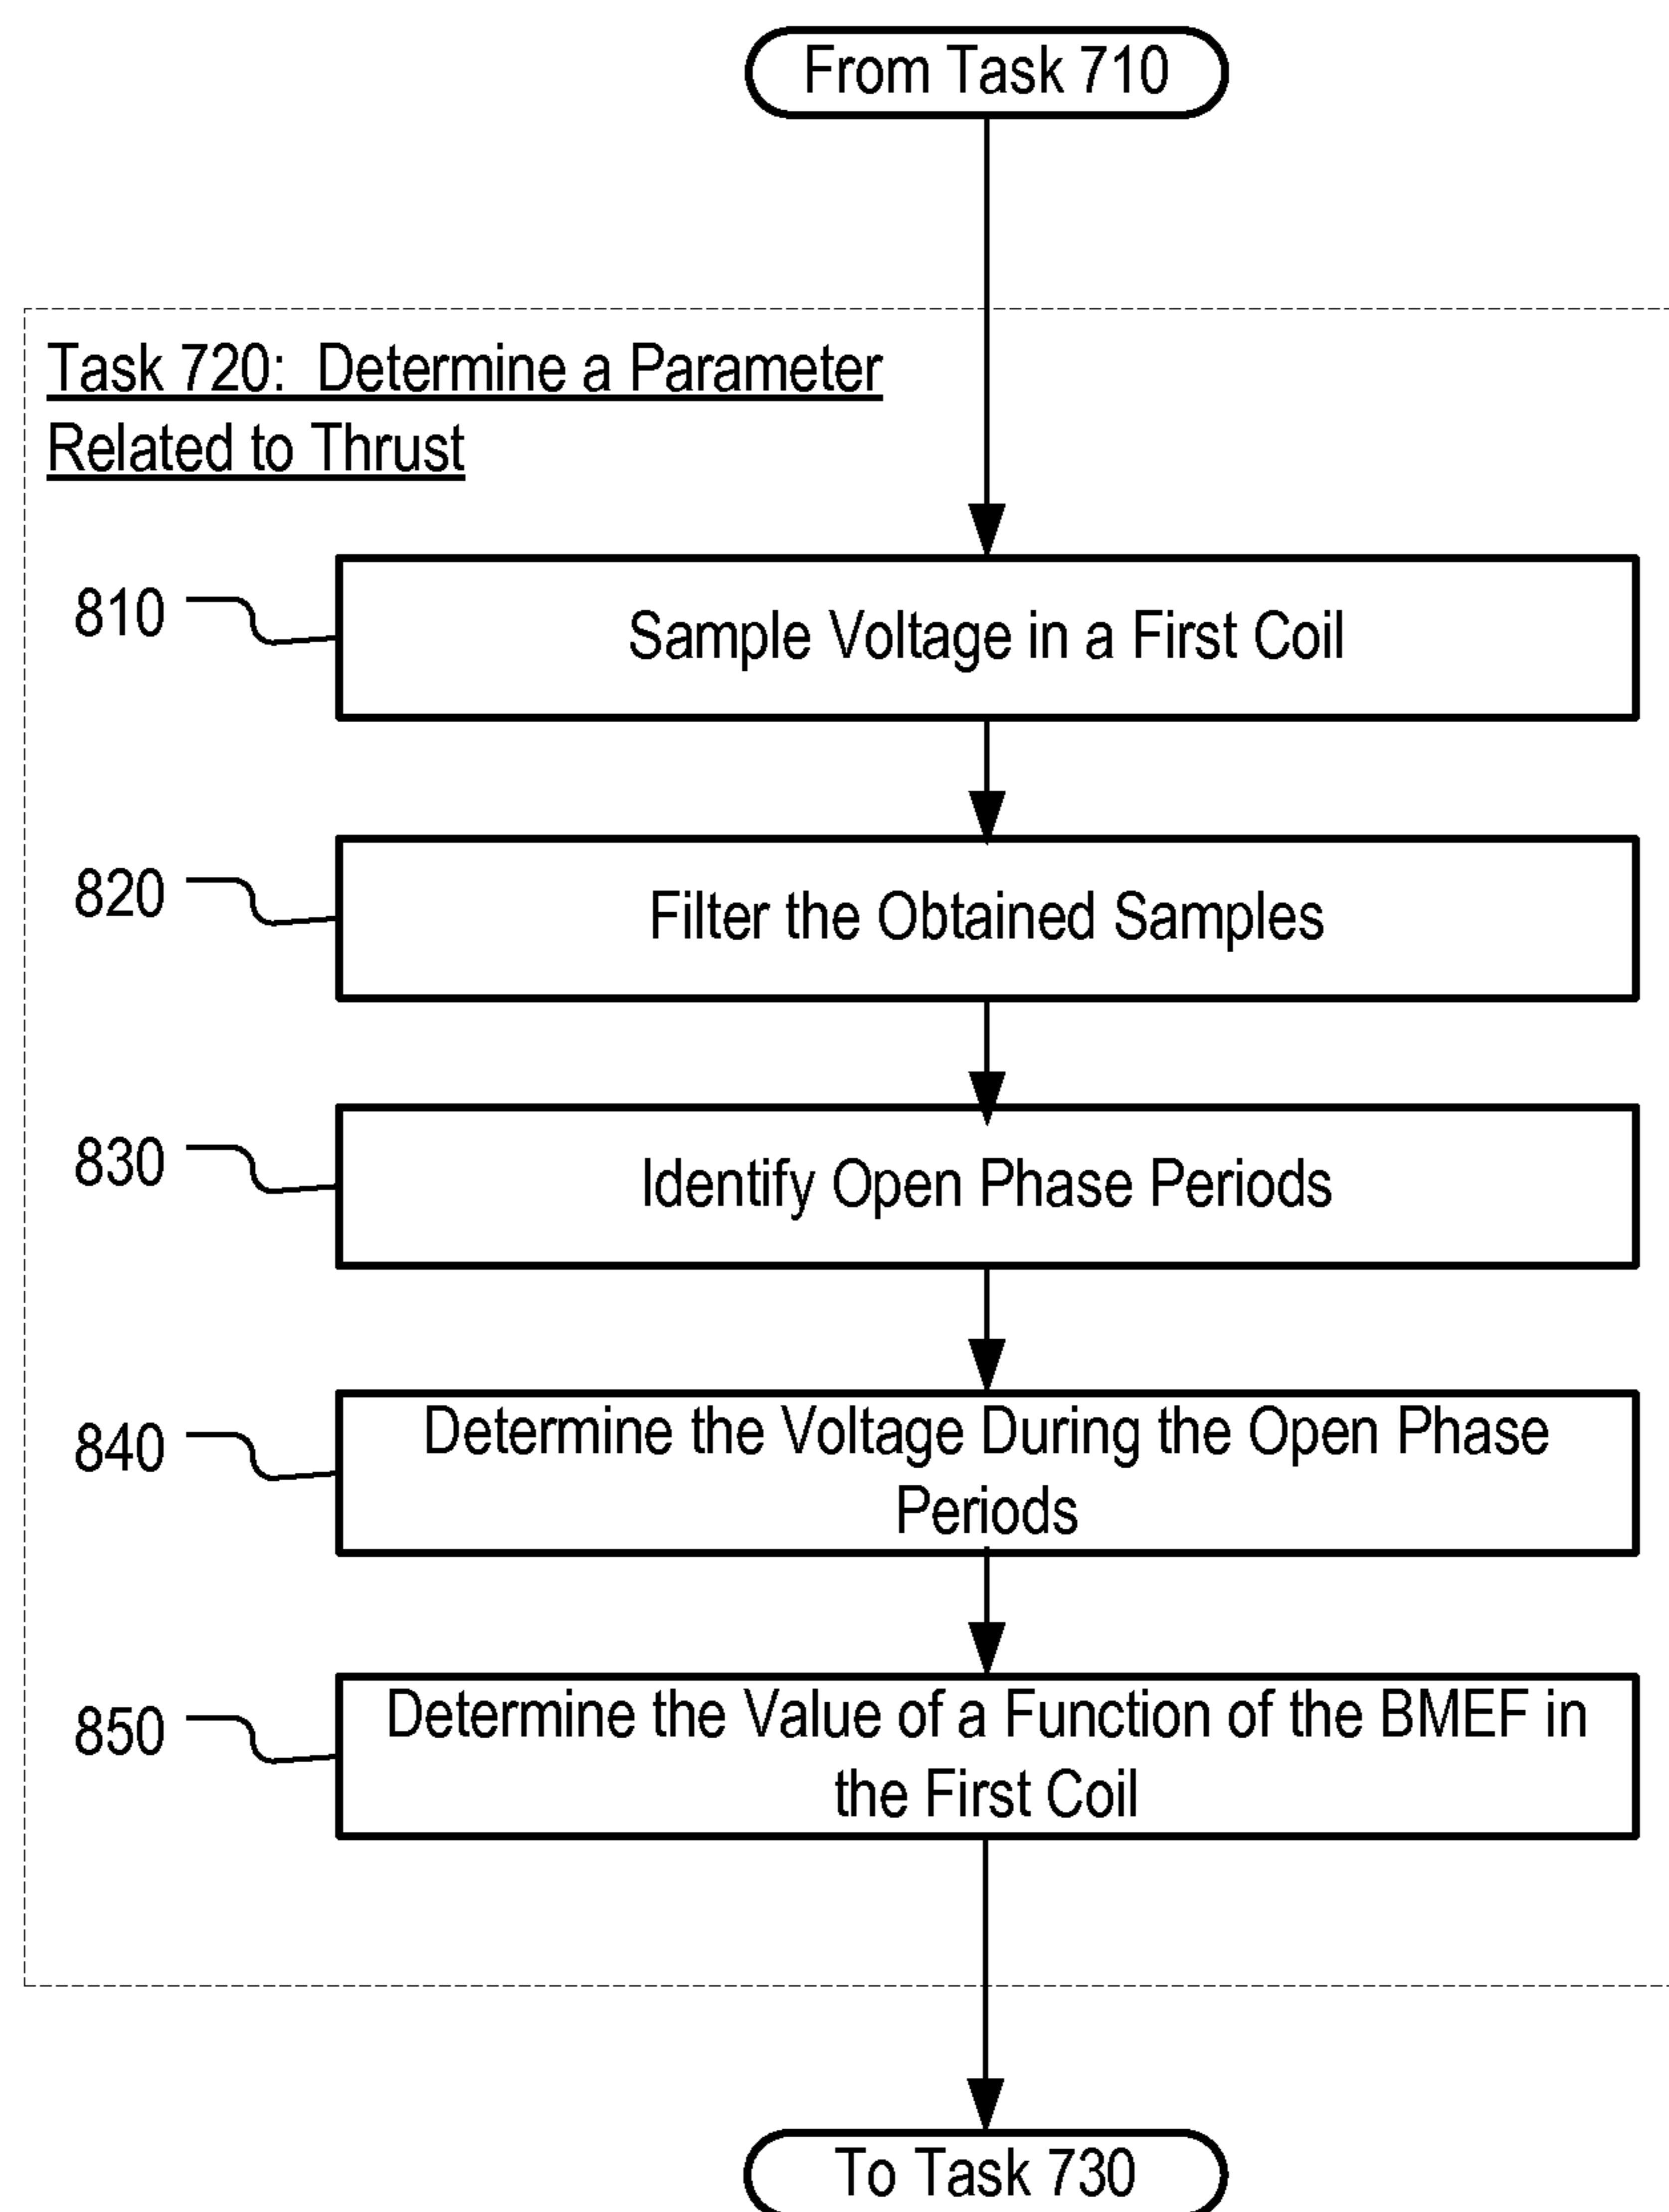 From Task 710
Task 720: Determine a Parameter
Related to Thrust
810
Sample Voltage in a First Coil
820
Filter the Obtained Samples
830
Identify Open Phase Periods
840
Determine the Voltage During the Open Phase
Periods
850
Determine the Value of a Function of the BMEF in
the First Coil
To Task 730